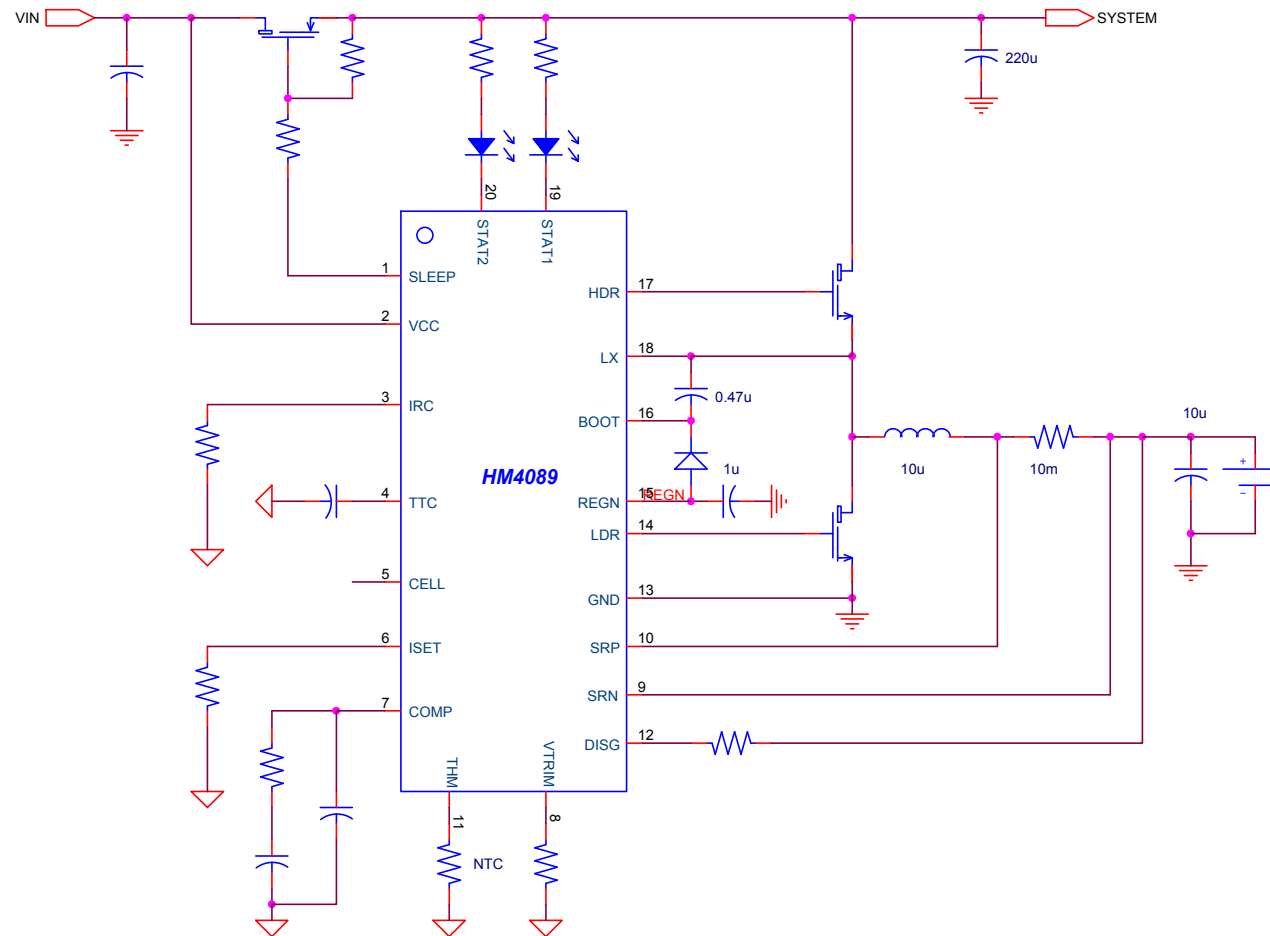 VIN
SYSTEM
220u
20
19
STAT2
STAT1
1
SLEEP
2
VCC
3
IRC
4
TTC
5
CELL
6
ISET
7
COMP
HM4089
HDR
17
LX
18
0.47u
BOOT
16
1u
REGN
15
REGN
LDR
14
GND
13
SRP
10
SRN
9
DISG
12
10u
10m
10u
+
−
THM
VTRIM
11
8
NTC